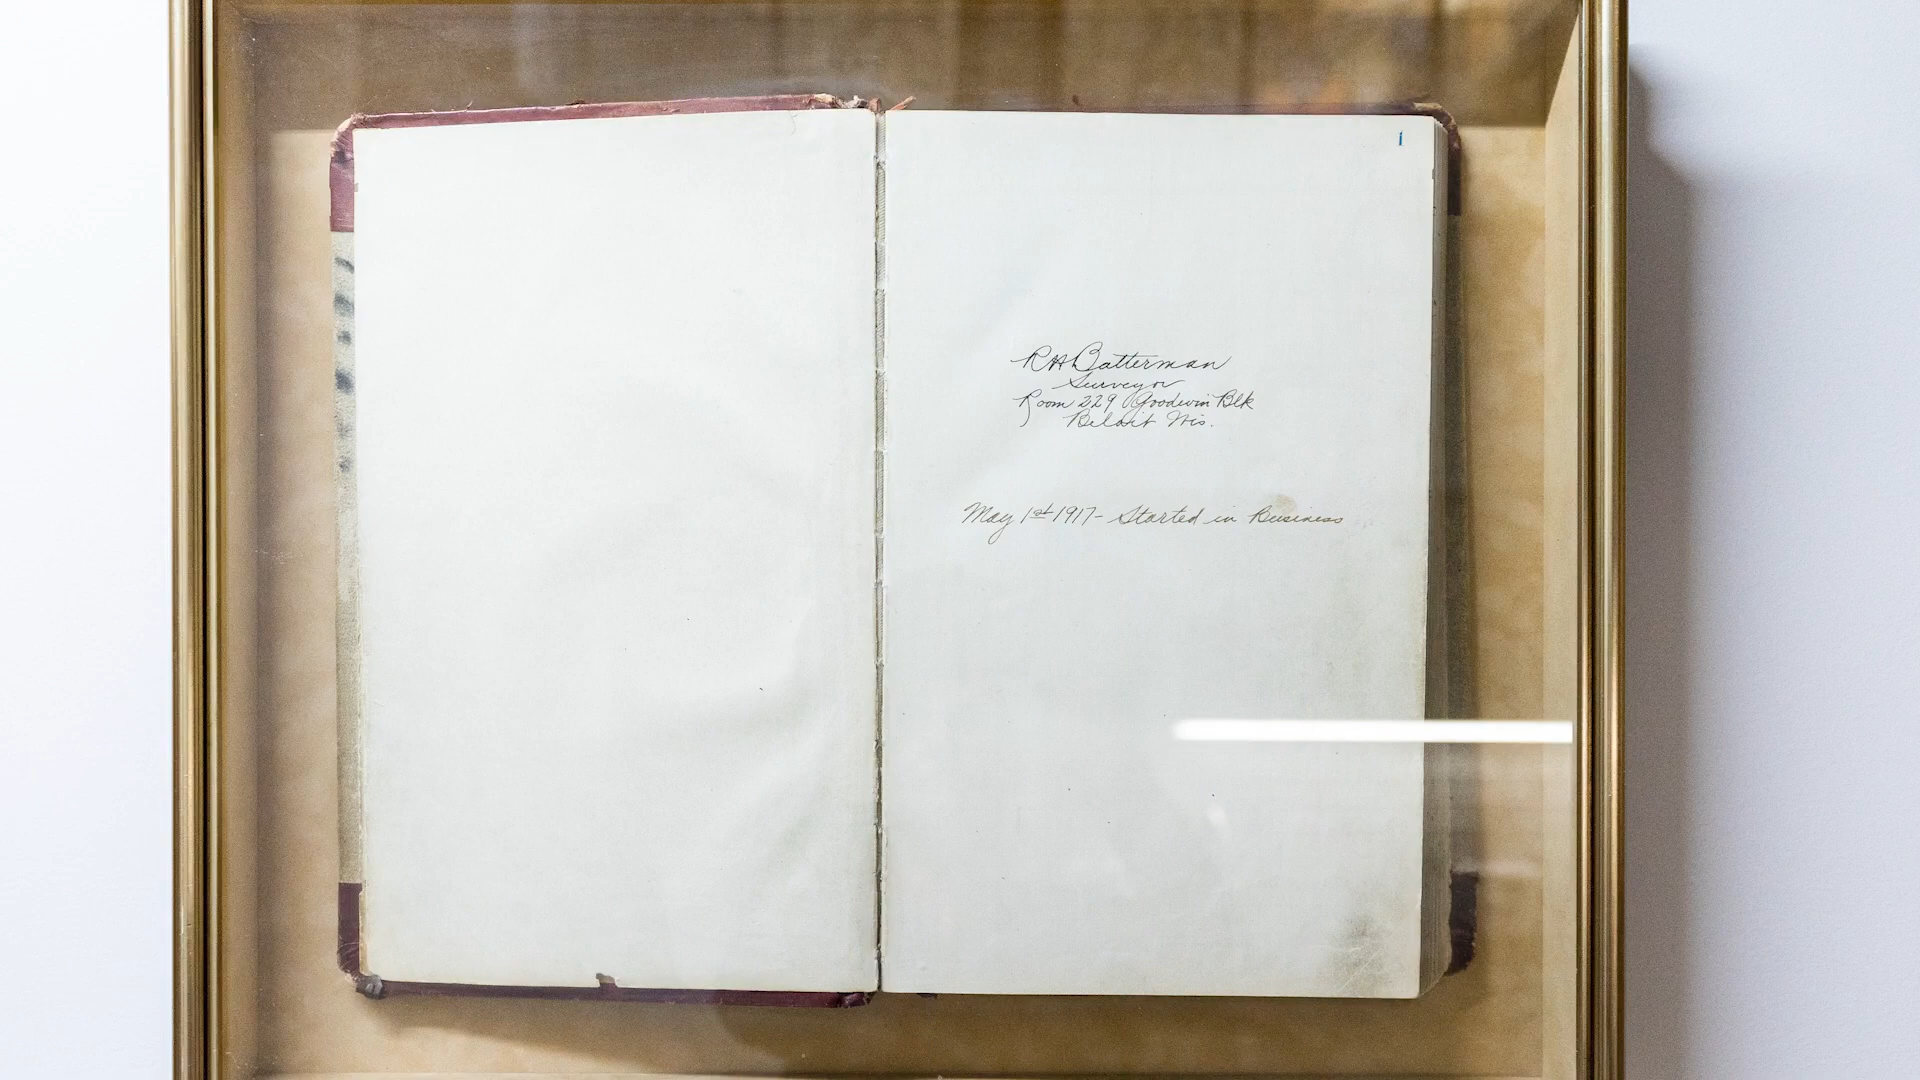 1
R H Batterman
Surveyor
Room 229 Goodwin Blk
Beloit Wis.
May 1st 1917 - Started in Business